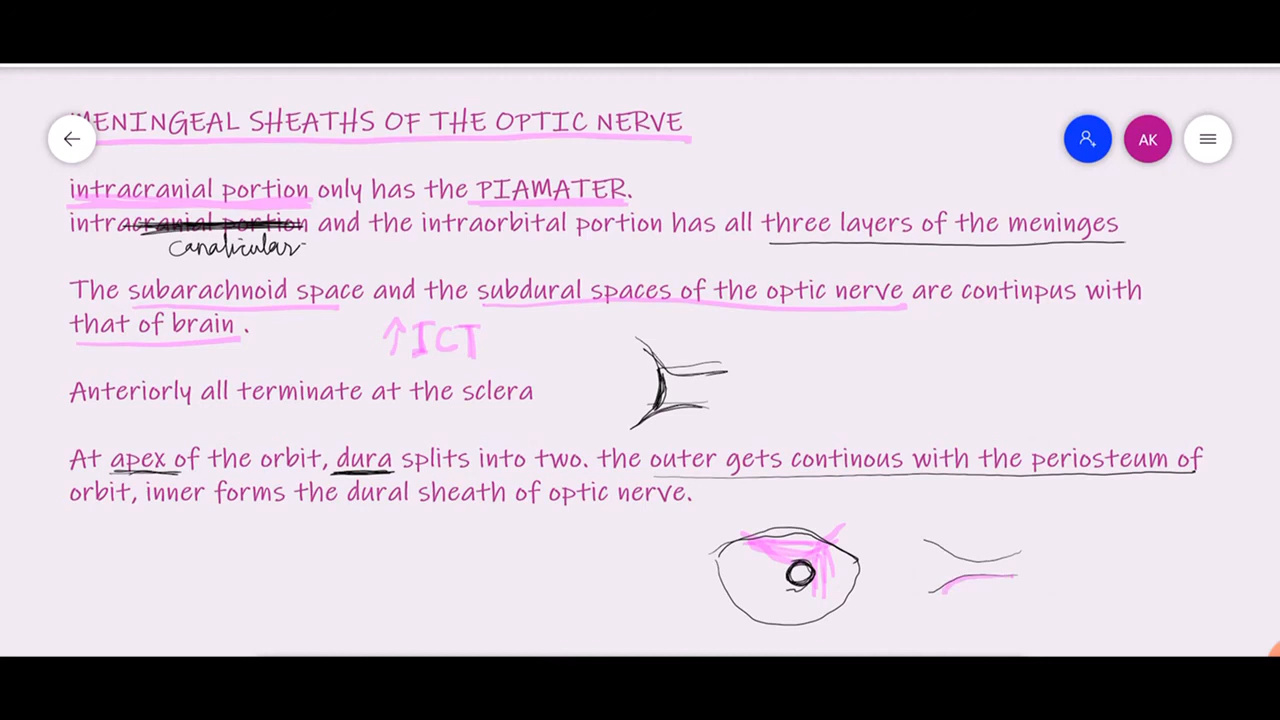 MENINGEAL SHEATHS OF THE OPTIC NERVE
AK
intracranial portion only has the PIAMATER.
intracranial portion and the intraorbital portion has all three layers of the meninges
canalicular
The subarachnoid space and the subdural spaces of the optic nerve are continpus with
that of brain .
↑ICT
Anteriorly all terminate at the sclera
At apex of the orbit, dura splits into two. the outer gets continous with the periosteum of
orbit, inner forms the dural sheath of optic nerve.